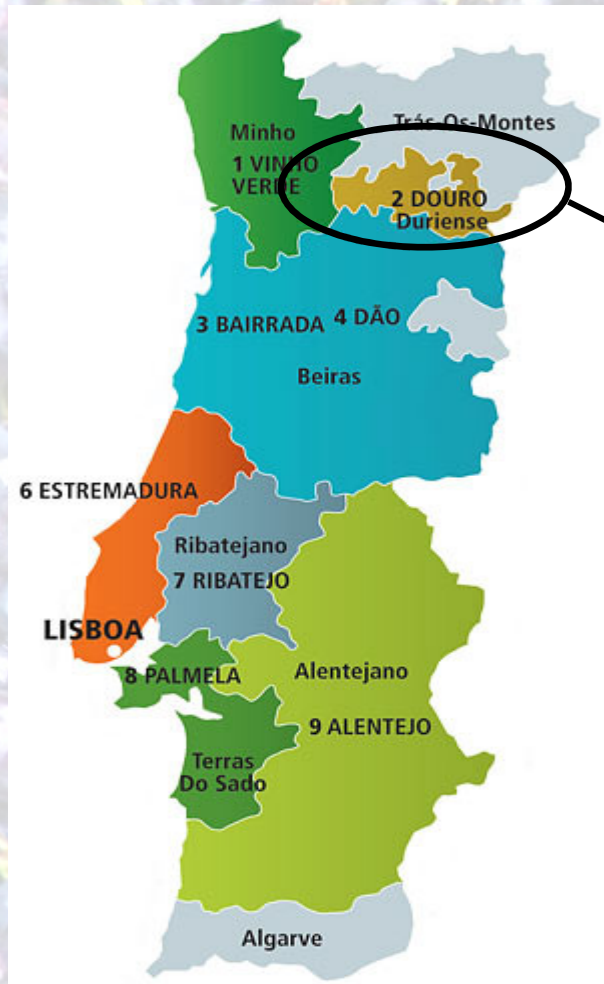 Minho
1 VINHO
VERDE
Trás-Os-Montes
2 DOURO
Duriense
3 BAIRRADA
4 DÃO
Beiras
6 ESTREMADURA
Ribatejano
7 RIBATEJO
LISBOA
8 PALMELA
Alentejano
9 ALENTEJO
Terras
Do Sado
Algarve